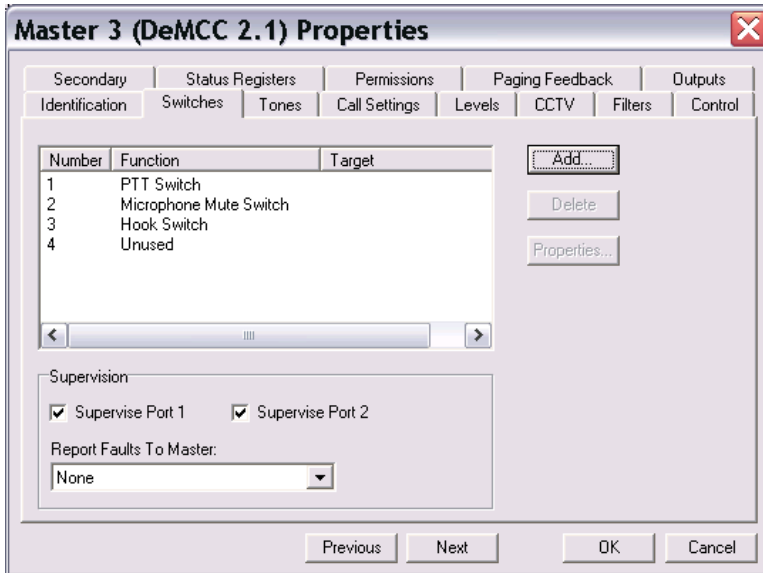 Master 3 (DeMCC 2.1) Properties
Secondary Status Registers Permissions Paging Feedback Outputs
Identification Switches Tones Call Settings Levels CCTV Filters Control
Number Function Target
1 PTT Switch
2 Microphone Mute Switch
3 Hook Switch
4 Unused
Add...
Delete
Properties...
Supervision
Supervise Port 1 Supervise Port 2
Report Faults To Master:
None
Previous Next OK Cancel